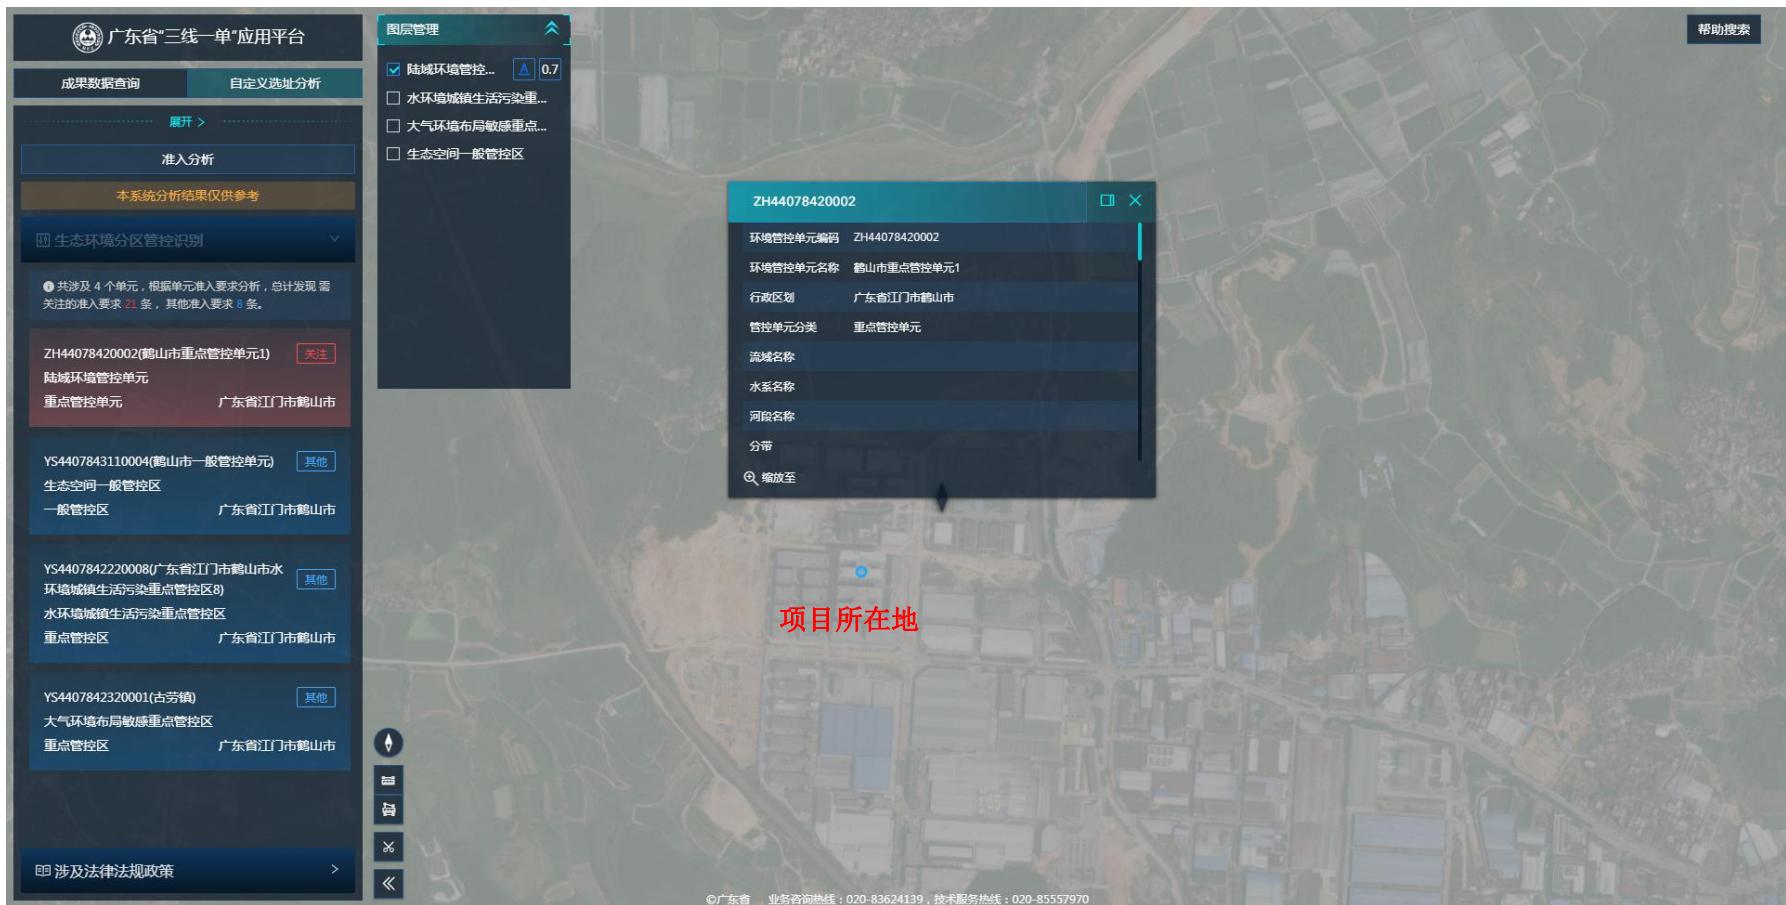 广东省“三线一单”应用平台
成果数据查询
自定义选址分析
展开 >
准入分析
本系统分析结果仅供参考
生态环境分区管控识别
共涉及 4 个单元，根据单元准入要求分析，总计发现 需
关注的准入要求 21 条， 其他准入要求 8 条。
ZH44078420002(鹤山市重点管控单元1)
关注
陆域环境管控单元
重点管控单元
广东省江门市鹤山市
YS4407843110004(鹤山市一般管控单元)
其他
生态空间一般管控区
一般管控区
广东省江门市鹤山市
YS4407842220008(广东省江门市鹤山市水
环境城镇生活污染重点管控区8)
其他
水环境城镇生活污染重点管控区
重点管控区
广东省江门市鹤山市
YS4407842320001(古劳镇)
其他
大气环境布局敏感重点管控区
重点管控区
广东省江门市鹤山市
涉及法律法规政策
图层管理
陆域环境管控...
A
0.7
水环境城镇生活污染重...
大气环境布局敏感重点...
生态空间一般管控区
帮助搜索
ZH44078420002
环境管控单元编码 ZH44078420002
环境管控单元名称 鹤山市重点管控单元1
行政区划 广东省江门市鹤山市
管控单元分类 重点管控单元
流域名称
水系名称
河段名称
分带
缩放至
项目所在地
©广东省 业务咨询热线：020-83624139，技术服务热线：020-85557970